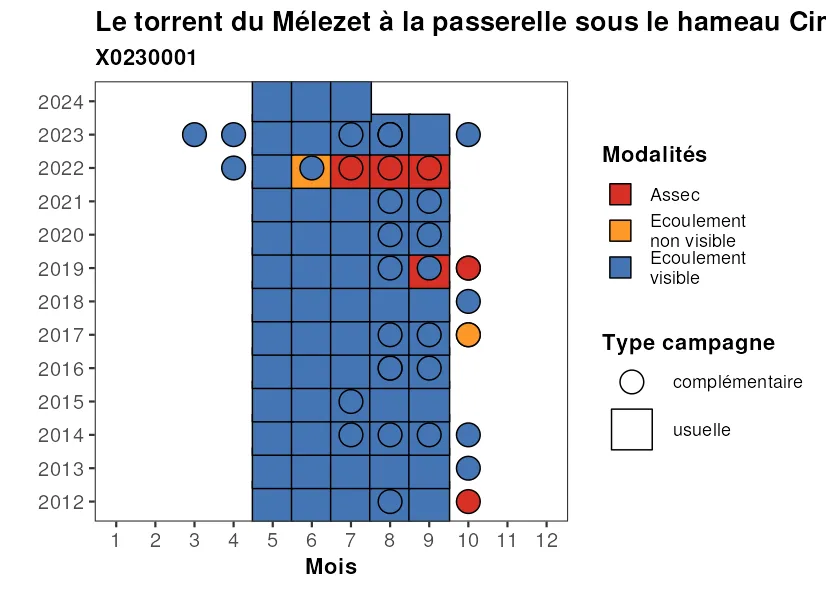 Le torrent du Mélezet à la passerelle sous le hameau
X0230001
2024
2023
2022
2021
2020
2019
2018
2017
2016
2015
2014
2013
2012
1 2 3 4 5 6 7 8 9 10 11 12
Mois
Modalités
Assec
Ecoulement
non visible
Ecoulement
visible
Type campagne
complémentaire
usuelle